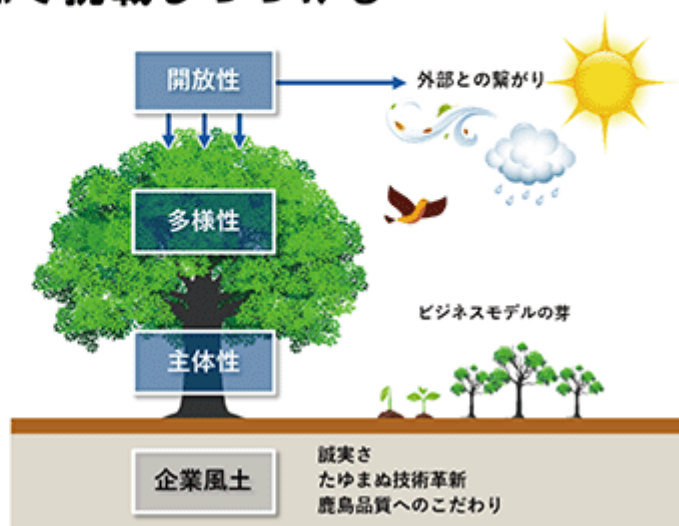 開放性
外部との繋がり
多様性
ビジネスモデルの芽
主体性
企業風土
誠実さ
たゆまぬ技術革新
鹿島品質へのこだわり